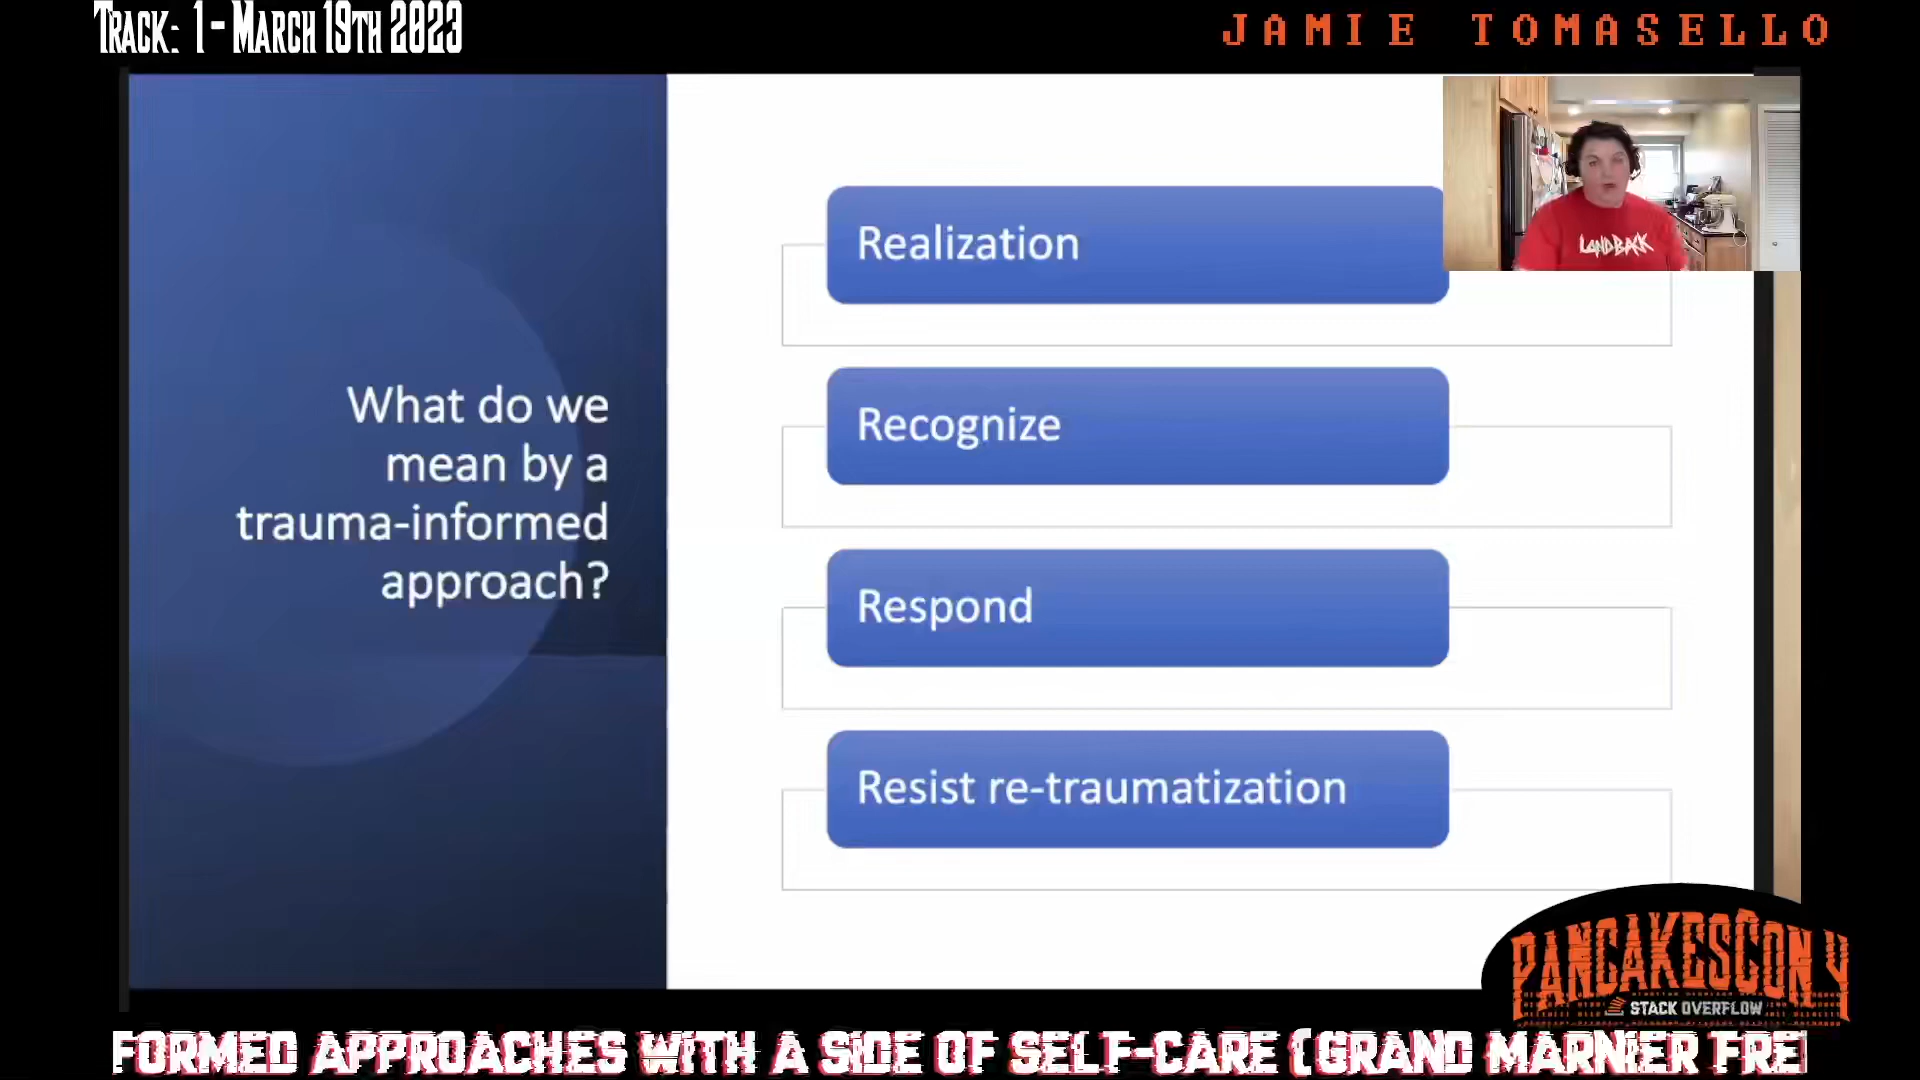 Track: 1 - March 19th 2023
JAMIE TOMASELLO
What do we
mean by a
trauma-informed
approach?
Realization
Recognize
Respond
Resist re-traumatization
LANDBACK
PANCAKESCON 4
STACK OVERFLOW
FORMED APPROACHES WITH A SIDE OF SELF-CARE (GRAND MARNIER FRE